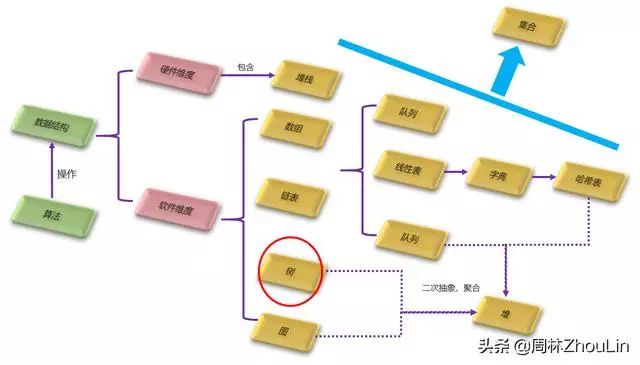 集合
硬件维度
包含
堆栈
数据结构
数组
队列
操作
线性表
字典
哈希表
算法
软件维度
链表
队列
树
二次抽象、聚合
堆
图
头条 @周林ZhouLin